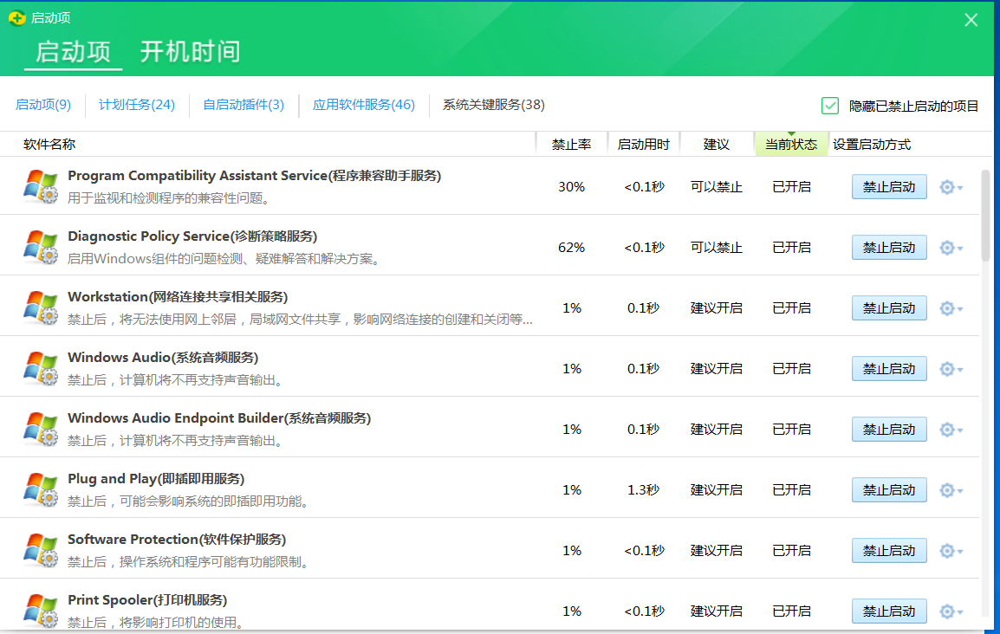 启动项
启动项 开机时间
启动项(9) 计划任务(24) 自启动插件(3) 应用软件服务(46) 系统关键服务(38) 隐藏已禁止启动的项目
软件名称 禁止率 启动用时 建议 当前状态 设置启动方式
Program Compatibility Assistant Service(程序兼容助手服务)
用于监视和检测程序的兼容性问题。
30% <0.1秒 可以禁止 已开启 禁止启动
Diagnostic Policy Service(诊断策略服务)
启用Windows组件的问题检测、疑难解答和解决方案。
62% <0.1秒 可以禁止 已开启 禁止启动
Workstation(网络连接共享相关服务)
禁止后，将无法使用网上邻居，局域网文件共享，影响网络连接的创建和关闭等...
1% 0.1秒 建议开启 已开启 禁止启动
Windows Audio(系统音频服务)
禁止后，计算机将不再支持声音输出。
1% 0.1秒 建议开启 已开启 禁止启动
Windows Audio Endpoint Builder(系统音频服务)
禁止后，计算机将不再支持声音输出。
1% 0.1秒 建议开启 已开启 禁止启动
Plug and Play(即插即用服务)
禁止后，可能会影响系统的即插即用功能。
1% 1.3秒 建议开启 已开启 禁止启动
Software Protection(软件保护服务)
禁止后，操作系统和程序可能有功能限制。
1% <0.1秒 建议开启 已开启 禁止启动
Print Spooler(打印机服务)
禁止后，将影响打印机的使用。
1% <0.1秒 建议开启 已开启 禁止启动